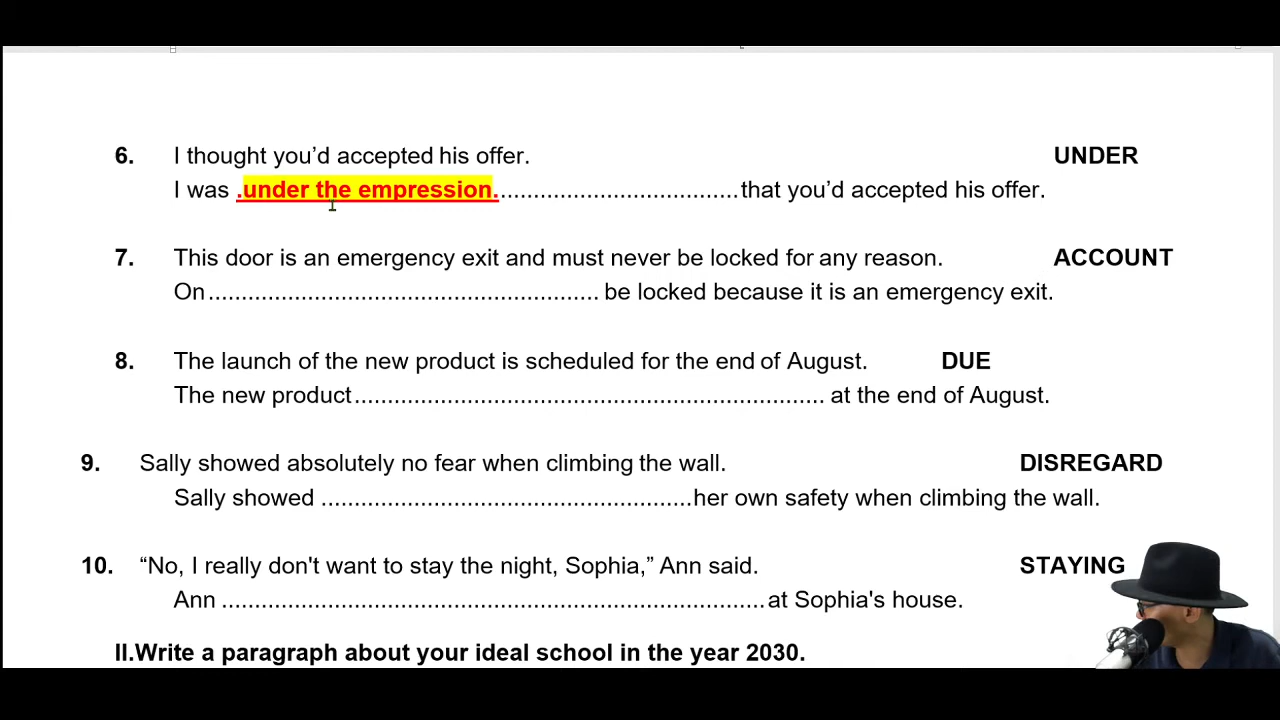 6. I thought you’d accepted his offer. UNDER
I was .under the empression.................................... that you’d accepted his offer.
7. This door is an emergency exit and must never be locked for any reason. ACCOUNT
On........................................................... be locked because it is an emergency exit.
8. The launch of the new product is scheduled for the end of August. DUE
The new product....................................................................... at the end of August.
9. Sally showed absolutely no fear when climbing the wall. DISREGARD
Sally showed ........................................................her own safety when climbing the wall.
10. “No, I really don't want to stay the night, Sophia,” Ann said. STAYING
Ann ..................................................................................at Sophia's house.
II.Write a paragraph about your ideal school in the year 2030.